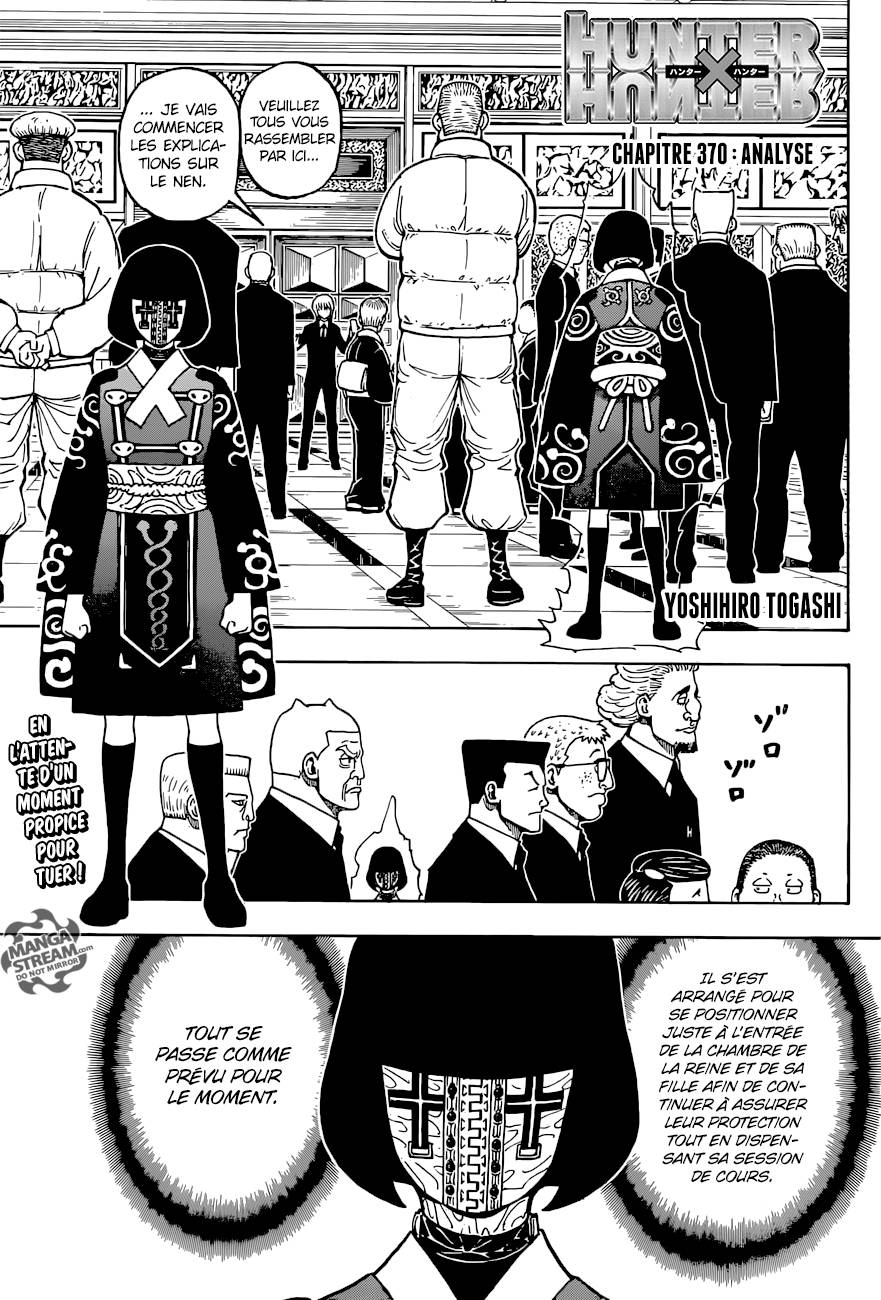 HUNTER
×
ハンター ハンター
HUNTER
CHAPITRE 370 : ANALYSE
VEUILLEZ
TOUS VOUS
RASSEMBLER
PAR ICI...
... JE VAIS
COMMENCER
LES EXPLICA-
TIONS SUR
LE NEN.
YOSHIHIRO TOGASHI
ゾロ
ゾロ
EN
L'ATTEN-
TE D'UN
MOMENT
PROPICE
POUR
TUER !
H
MANGA
STREAM.com
DO NOT MIRROR
IL S'EST
ARRANGÉ POUR
SE POSITIONNER
JUSTE À L'ENTRÉE
DE LA CHAMBRE DE
LA REINE ET DE SA
FILLE AFIN DE CON-
TINUER À ASSURER
LEUR PROTECTION
TOUT EN DISPEN-
SANT SA SESSION
DE COURS.
TOUT SE
PASSE COMME
PRÉVU POUR
LE MOMENT.